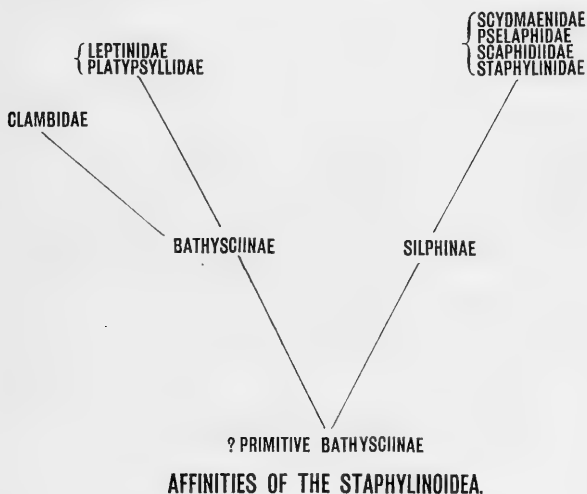 SCYDMAENIDAE
PSELAPHIDAE
SCAPHIDIIDAE
STAPHYLINIDAE
LEPTINIDAE
PLATYPSYLLIDAE
CLAMBIDAE
BATHYSCIINAE
SILPHINAE
? PRIMITIVE BATHYSCIINAE
AFFINITIES OF THE STAPHYLINOIDEA.